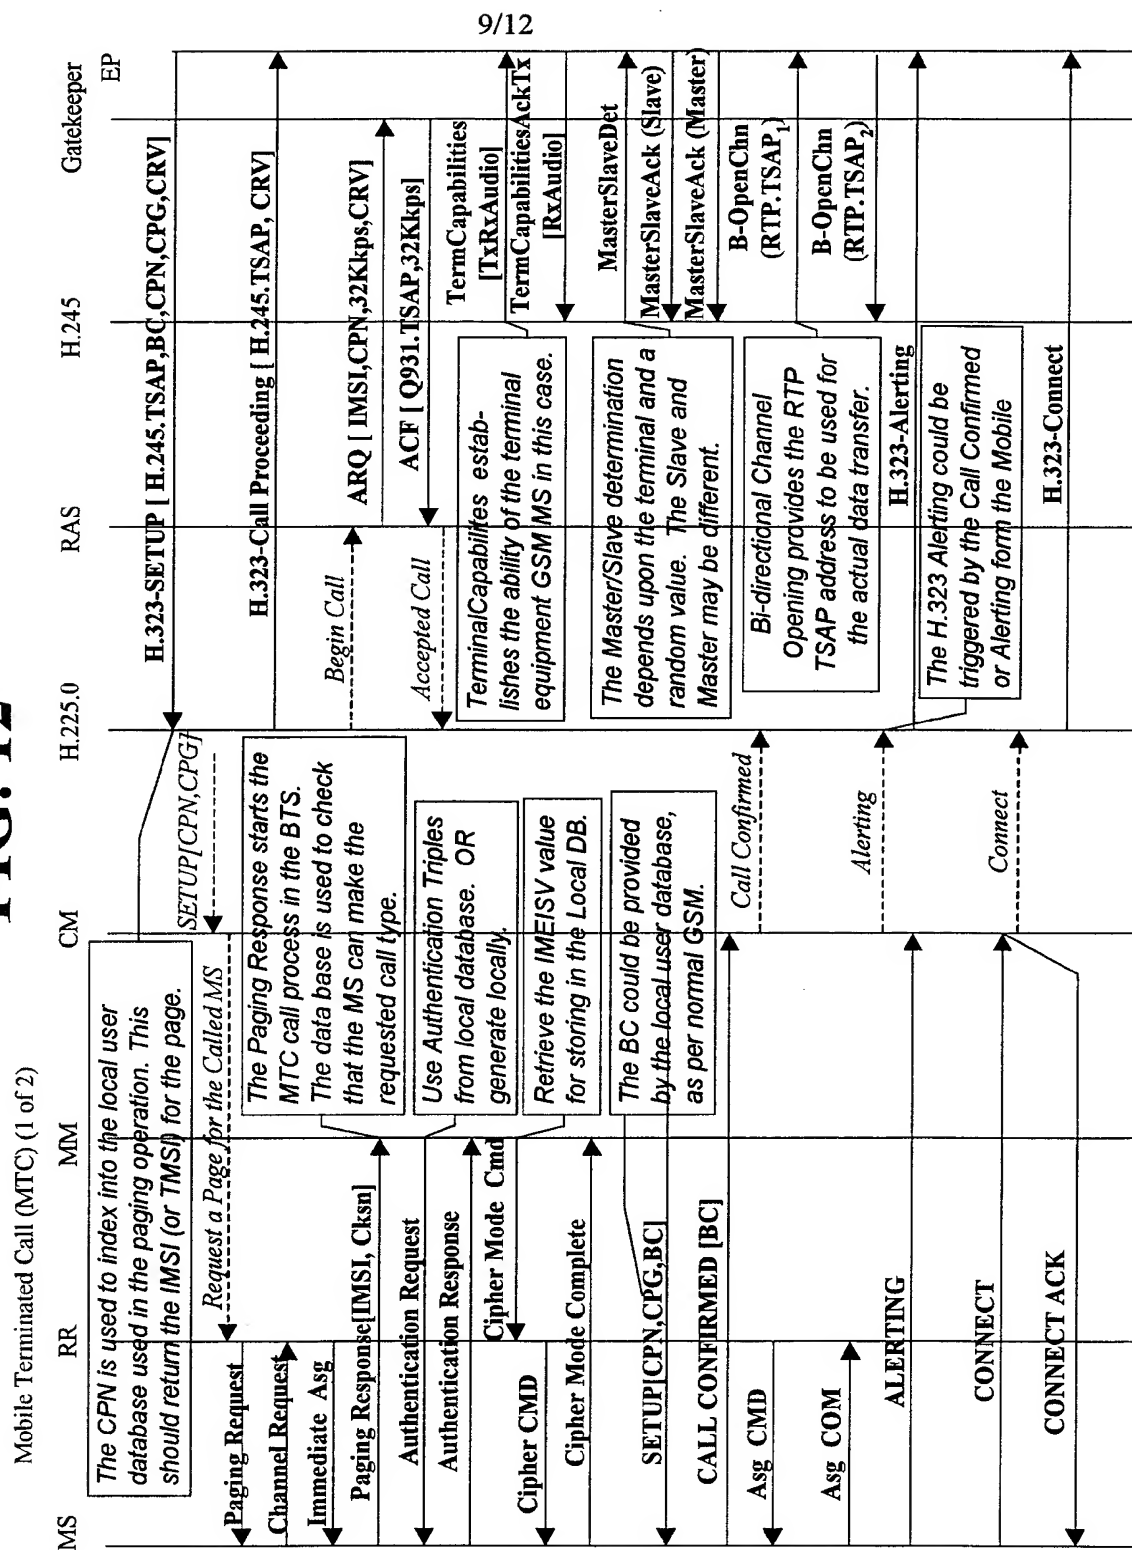 9/12
FIG. 12
Mobile Terminated Call (MTC) (1 of 2)
MS
RR
MM
CM
H.225.0
RAS
H.245
Gatekeeper
EP
The CPN is used to index into the local user
database used in the paging operation. This
should return the IMSI (or TMSI) for the page.
H.323-SETUP [ H.245.TSAP,BC,CPN,CPG,CRV]
SETUP[CPN,CPG]
Request a Page for the Called MS
Paging Request
H.323-Call Proceeding [ H.245.TSAP, CRV]
Channel Request
Immediate Asg
The Paging Response starts the
MTC call process in the BTS.
The data base is used to check
that the MS can make the
requested call type.
Begin Call
ARQ [ IMSI,CPN,32Kkps,CRV]
Paging Response[IMSI, Cksn]
ACF [ Q931.TSAP,32Kkps]
Accepted Call
Authentication Request
Use Authentication Triples
from local database. OR
generate locally.
Authentication Response
TermCapabilities
[TxRxAudio]
TerminalCapabilites estab-
lishes the ability of the terminal
equipment GSM MS in this case.
TermCapabilitiesAckTx
[RxAudio]
Cipher Mode Cmd
Cipher CMD
Retrieve the IMEISV value
for storing in the Local DB.
Cipher Mode Complete
MasterSlaveDet
The Master/Slave determination
depends upon the terminal and a
random value. The Slave and
Master may be different.
MasterSlaveAck (Slave)
MasterSlaveAck (Master)
The BC could be provided
by the local user database,
as per normal GSM.
SETUP[CPN,CPG,BC]
CALL CONFIRMED [BC]
Call Confirmed
B-OpenChn
(RTP.TSAP1)
Bi-directional Channel
Opening provides the RTP
TSAP address to be used for
the actual data transfer.
Asg CMD
B-OpenChn
(RTP.TSAP2)
Asg COM
Alerting
ALERTING
H.323-Alerting
The H.323 Alerting could be
triggered by the Call Confirmed
or Alerting form the Mobile
Connect
CONNECT
H.323-Connect
CONNECT ACK